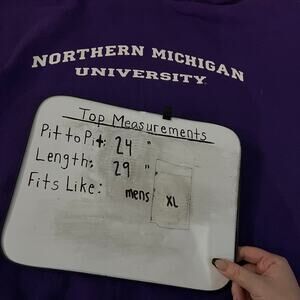 NORTHERN MICHIGAN
UNIVERSITY
Top Measurements
Pit to Pit: 24 "
Length: 29 "
Fits Like: mens XL